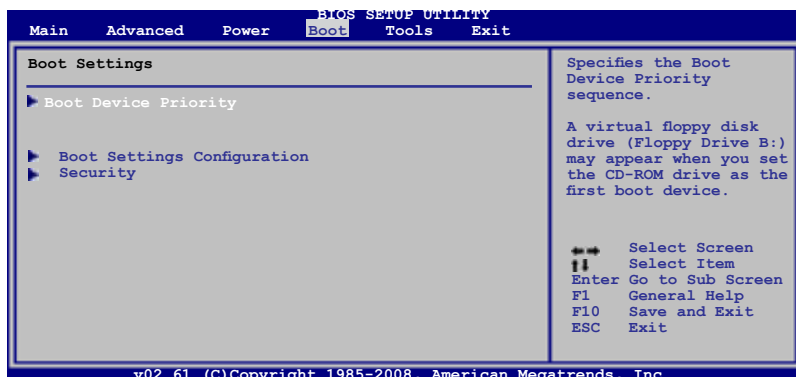 BIOS SETUP UTILITY
Main Advanced Power Boot Tools Exit
Boot Settings
Boot Device Priority
Boot Settings Configuration
Security
Specifies the Boot
Device Priority
sequence.
A virtual floppy disk
drive (Floppy Drive B:)
may appear when you set
the CD-ROM drive as the
first boot device.
Select Screen
Select Item
Enter Go to Sub Screen
F1 General Help
F10 Save and Exit
ESC Exit
v02.61 (C)Copyright 1985-2008, American Megatrends, Inc.